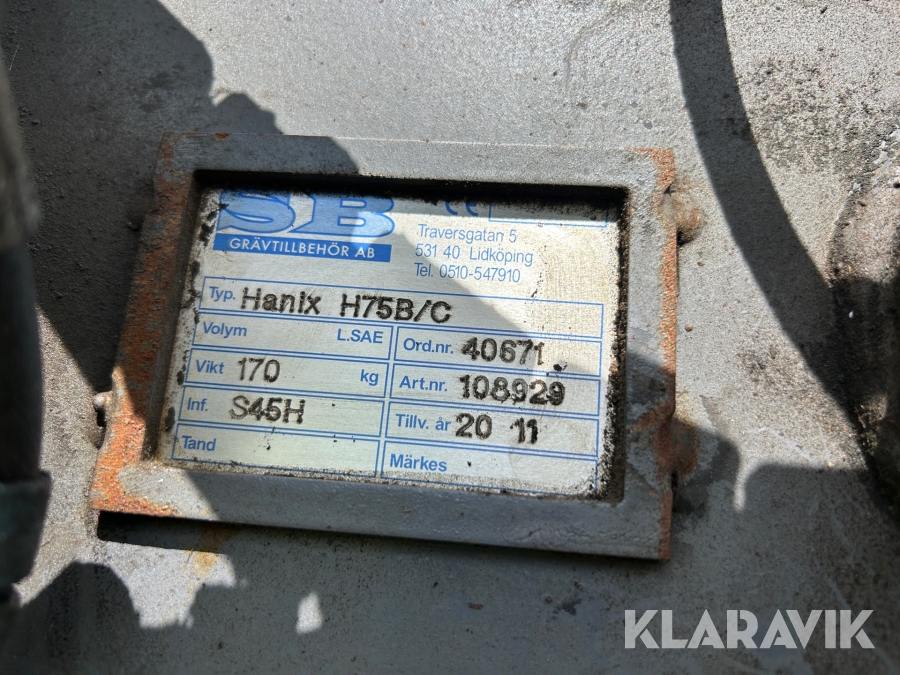 SB
GRÄVTILLBEHÖR AB
CE
Traversgatan 5
531 40 Lidköping
Tel. 0510-547910
Typ. Hanix H75B/C
Volym L.SAE
Ord.nr. 40671
Vikt 170 kg
Art.nr. 108929
Inf. S45H
Tillv. år 20 11
Tand
Märkes
KLARAVIK